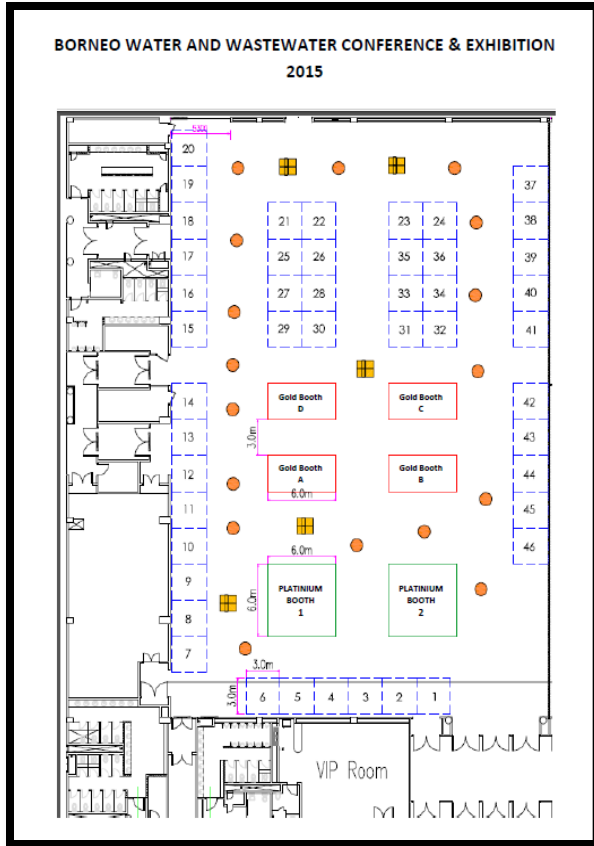 BORNEO WATER AND WASTEWATER CONFERENCE & EXHIBITION
2015
5300
20
19
37
18
21
22
23
24
38
17
25
26
35
36
39
16
27
28
33
34
40
15
29
30
31
32
41
14
Gold Booth
D
Gold Booth
C
42
13
3.0m
43
12
Gold Booth
A
Gold Booth
B
44
6.0m
11
45
10
6.0m
46
9
6.0m
PLATINIUM
BOOTH
1
PLATINIUM
BOOTH
2
8
7
3.0m
3.0m
6
5
4
3
2
1
VIP Room